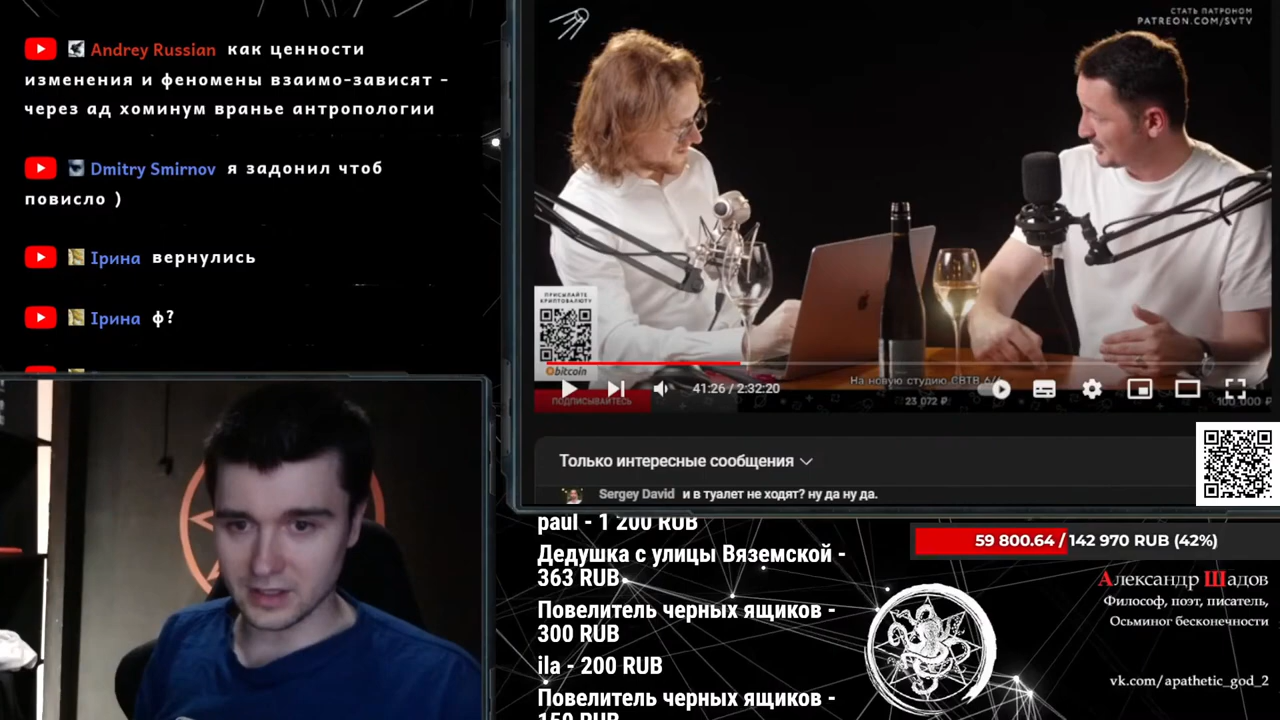 Andrey Russian как ценности
изменения и феномены взаимо-зависят -
через ад хоминум вранье антропологии
Dmitry Smirnov я задонил чтоб
повисло )
Ірина вернулись
Ірина ф?
СТАТЬ ПАТРОНОМ
PATREON.COM/SVTV
ПРИСЫЛАЙТЕ
КРИПТОВАЛЮТУ
bitcoin
ПОДПИСЫВАЙТЕСЬ
41:26 / 2:32:20
На новую студию СВТВ
23 072 ₽
100 000 ₽
Только интересные сообщения
Sergey David и в туалет не ходят? ну да ну да.
paul - 1 200 RUB
Дедушка с улицы Вяземской -
363 RUB
Повелитель черных ящиков -
300 RUB
ila - 200 RUB
Повелитель черных ящиков -
150 RUB
59 800.64 / 142 970 RUB (42%)
Александр Шадов
Философ, поэт, писатель,
Осьминог бесконечности
vk.com/apathetic_god_2